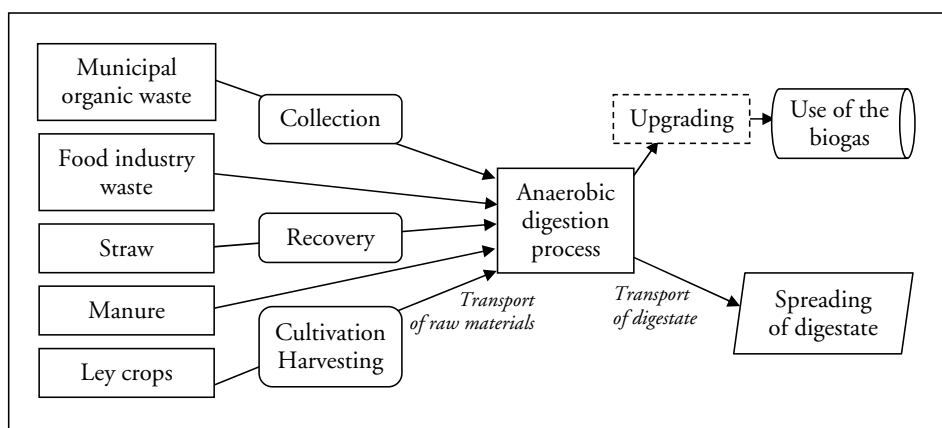 Municipal
organic waste
Collection
Food industry
waste
Straw
Recovery
Manure
Ley crops
Cultivation
Harvesting
Transport
of raw materials
Anaerobic
digestion
process
Upgrading
Use of the
biogas
Transport
of digestate
Spreading
of digestate